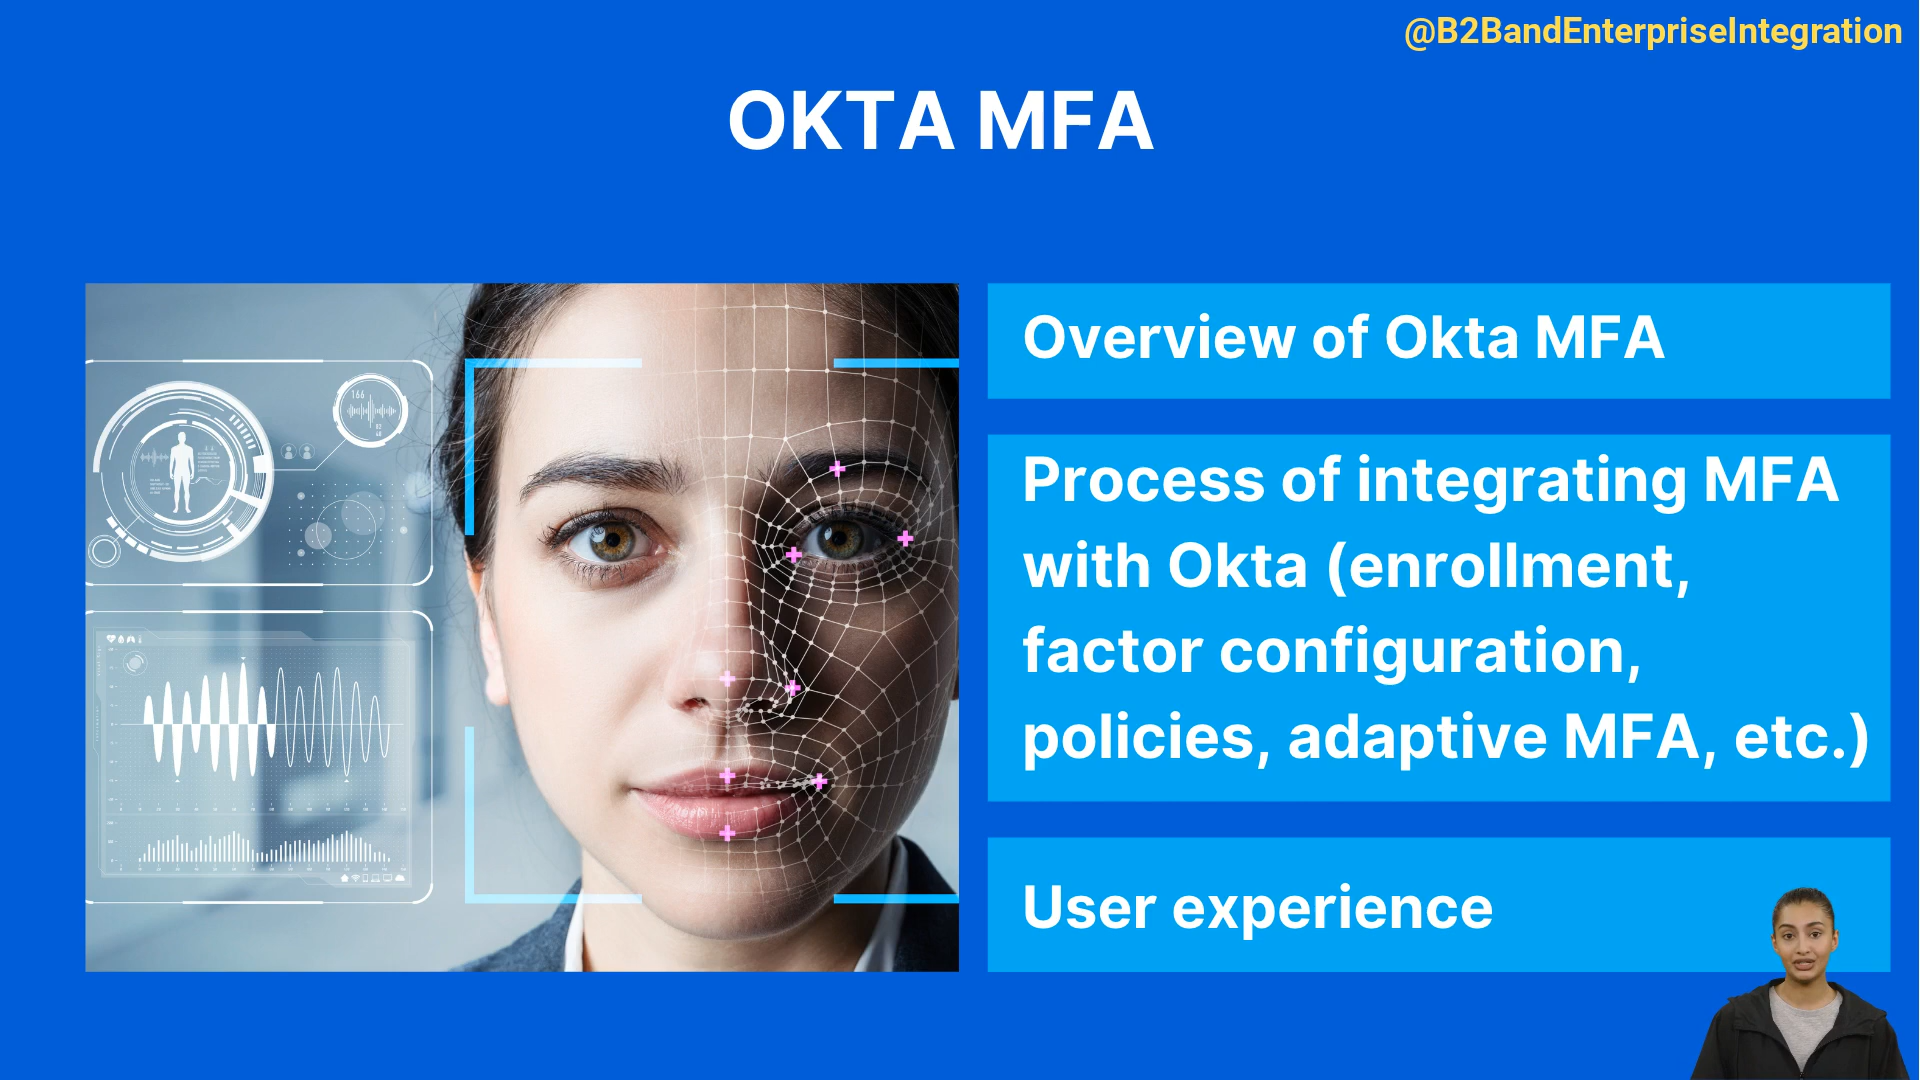 @B2BandEnterpriseIntegration
OKTA MFA
166
Overview of Okta MFA
Process of integrating MFA
with Okta (enrollment,
factor configuration,
policies, adaptive MFA, etc.)
User experience